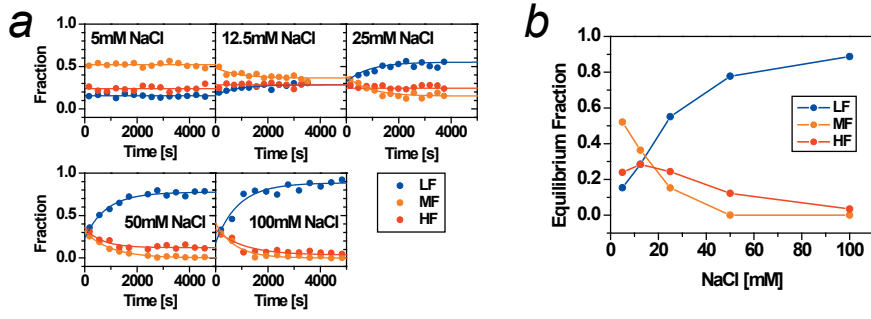 a
5mM NaCl
12.5mM NaCl
25mM NaCl
1.0
0.5
0.0
Fraction
0 2000 4000
0 2000 4000
0 2000 4000
Time [s]
Time [s]
Time [s]
1.0
0.5
0.0
Fraction
50mM NaCl
100mM NaCl
0 2000 4000
0 2000 4000
Time [s]
Time [s]
LF
MF
HF
b
1.0
0.8
0.6
0.4
0.2
0.0
Equilibrium Fraction
LF
MF
HF
0 20 40 60 80 100
NaCl [mM]